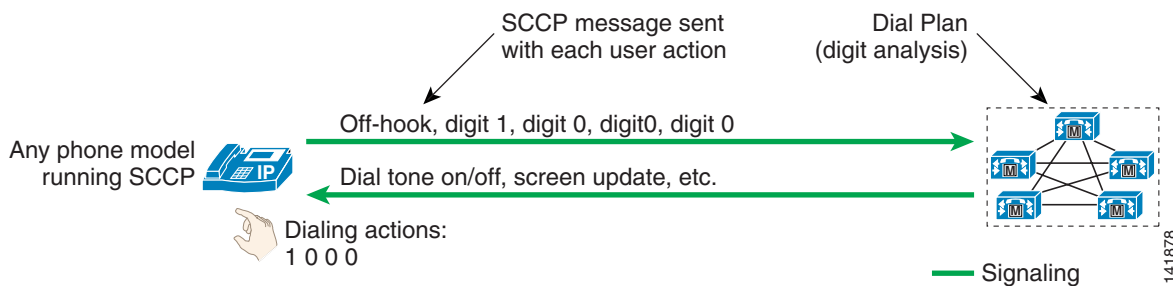 SCCP message sent
with each user action
Dial Plan
(digit analysis)
Off-hook, digit 1, digit 0, digit0, digit 0
Any phone model
running SCCP
IP
Dial tone on/off, screen update, etc.
M
M
M
M
M
Dialing actions:
1 0 0 0
Signaling
141878